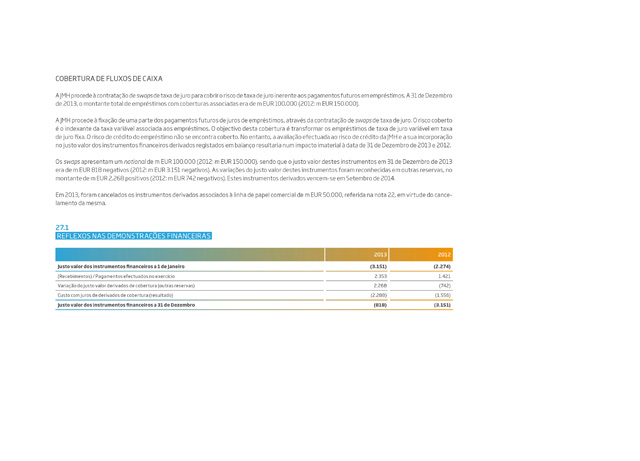 COBERTURA DE FLUXOS DE CAIXA
A JMH procede à contratação de swaps de taxa de juro para cobrir o risco de taxa de juro inerente aos pagamentos futuros em empréstimos. A 31 de Dezembro
de 2013, o montante total de empréstimos com coberturas associadas era de m EUR 100.000 (2012: m EUR 150.000).
A JMH procede à fixação de uma parte dos pagamentos futuros de juros de empréstimos, através da contratação de swaps de taxa de juro. O risco coberto
é o indexante da taxa variável associada aos empréstimos. O objectivo desta cobertura é transformar os empréstimos de taxa de juro variável em taxa
de juro fixa. O risco de crédito do empréstimo não se encontra coberto. No entanto, a avaliação efectuada ao risco de crédito da JMH e a sua incorporação
no justo valor dos instrumentos financeiros derivados registados em balanço resultaria num impacto imaterial à data de 31 de Dezembro de 2013 e 2012.
Os swaps apresentam um notional de m EUR 100.000 (2012: m EUR 150.000), sendo que o justo valor destes instrumentos em 31 de Dezembro de 2013
era de m EUR 818 negativos (2012: m EUR 3.151 negativos). As variações do justo valor destes instrumentos foram reconhecidas em outras reservas, no
montante de m EUR 2.268 positivos (2012: m EUR 742 negativos). Estes instrumentos derivados vencem-se em Setembro de 2014.
Em 2013, foram cancelados os instrumentos derivados associados à linha de papel comercial de m EUR 50.000, referida na nota 22, em virtude do cance-
lamento da mesma.
27.1
REFLEXOS NAS DEMONSTRAÇÕES FINANCEIRAS
2013 2012
Justo valor dos instrumentos financeiros a 1 de Janeiro (3.151) (2.274)
(Recebimentos) / Pagamentos efectuados no exercício 2.353 1.421
Variação do justo valor derivados de cobertura (outras reservas) 2.268 (742)
Custo com juros de derivados de cobertura (resultado) (2.288) (1.556)
Justo valor dos instrumentos financeiros a 31 de Dezembro (818) (3.151)